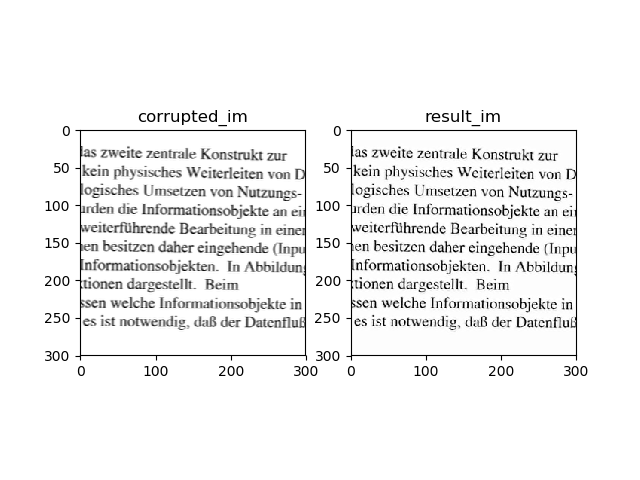 corrupted_im
0
50
100
150
200
250
300
0
100
200
300
las zweite zentrale Konstrukt zur
kein physisches Weiterleiten von D
logisches Umsetzen von Nutzungs-
urden die Informationsobjekte an ein
weiterführende Bearbeitung in einer
nen besitzen daher eingehende (Inpu
Informationsobjekten. In Abbildung
tionen dargestellt. Beim
ssen welche Informationsobjekte in
es ist notwendig, daß der Datenfluß
result_im
0
50
100
150
200
250
300
0
100
200
300
las zweite zentrale Konstrukt zur
kein physisches Weiterleiten von D
logisches Umsetzen von Nutzungs-
urden die Informationsobjekte an ein
weiterführende Bearbeitung in einer
nen besitzen daher eingehende (Inpu
Informationsobjekten. In Abbildung
tionen dargestellt. Beim
ssen welche Informationsobjekte in
es ist notwendig, daß der Datenfluß